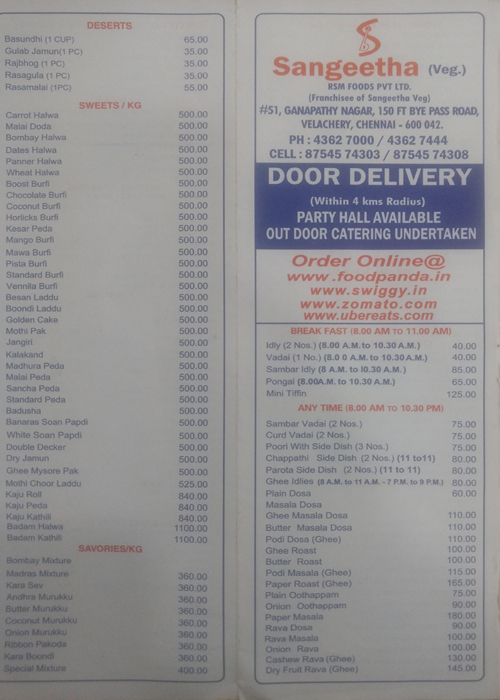 DESERTS
Basundhi (1 CUP) 65.00
Gulab Jamun(1 PC) 35.00
Rajbhog (1 PC) 35.00
Rasagula (1 PC) 35.00
Rasamalai (1PC) 55.00
SWEETS / KG
Carrot Halwa 500.00
Malai Doda 500.00
Bombay Halwa 500.00
Dates Halwa 500.00
Panner Halwa 500.00
Wheat Halwa 500.00
Boost Burfi 500.00
Chocolate Burfi 500.00
Coconut Burfi 500.00
Horlicks Burfi 500.00
Kesar Peda 500.00
Mango Burfi 500.00
Mawa Burfi 500.00
Pista Burfi 500.00
Standard Burfi 500.00
Vennila Burfi 500.00
Besan Laddu 500.00
Boondi Laddu 500.00
Golden Cake 500.00
Mothi Pak 500.00
Jangiri 500.00
Kalakand 500.00
Madhura Peda 500.00
Malai Peda 500.00
Sancha Peda 500.00
Standard Peda 500.00
Badusha 500.00
Banaras Soan Papdi 500.00
White Soan Papdi 500.00
Double Decker 500.00
Dry Jamun 500.00
Ghee Mysore Pak 500.00
Mothi Choor Laddu 525.00
Kaju Roll 840.00
Kaju Peda 840.00
Kaju Kathili 840.00
Badam Halwa 1100.00
Badam Kathili 1100.00
SAVORIES/KG
Bombay Mixture
Madras Mixture 360.00
Kara Sev 360.00
Andhra Murukku 360.00
Butter Murukku 360.00
Coconut Murukku 360.00
Onion Murukku 360.00
Ribbon Pakoda 360.00
Kara Boondi 360.00
Special Mixture 400.00
Sangeetha (Veg.)
RSM FOODS PVT LTD.
(Franchisee of Sangeetha Veg)
#51, GANAPATHY NAGAR, 150 FT BYE PASS ROAD,
VELACHERY, CHENNAI - 600 042.
PH : 4362 7000 / 4362 7444
CELL : 87545 74303 / 87545 74308
DOOR DELIVERY
(Within 4 kms Radius)
PARTY HALL AVAILABLE
OUT DOOR CATERING UNDERTAKEN
Order Online@
www.foodpanda.in
www.swiggy.in
www.zomato.com
www.ubereats.com
BREAK FAST (8.00 AM TO 11.00 AM)
Idly (2 Nos.) (8.00 A.M. to 10.30 A.M.) 40.00
Vadai (1 No.) (8.0 0 A.M. to 10.30 A.M.) 40.00
Sambar Idly (8 A.M. to 10.30 A.M.) 85.00
Pongal (8.00A.M. to 10.30 A.M.) 65.00
Mini Tiffin 125.00
ANY TIME (8.00 AM TO 10.30 PM)
Sambar Vadai (2 Nos.) 75.00
Curd Vadai (2 Nos.) 75.00
Poori With Side Dish (3 Nos.) 75.00
Chappathi Side Dish (2 Nos.) (11 to11) 80.00
Parota Side Dish (2 Nos.) (11 to 11) 80.00
Ghee Idlies (8 A.M. to 11 A.M. - 7 P.M. to 9 P.M.) 80.00
Plain Dosa 60.00
Masala Dosa
Ghee Masala Dosa 110.00
Butter Masala Dosa 110.00
Podi Dosa (Ghee) 110.00
Ghee Roast 100.00
Butter Roast 100.00
Podi Masala (Ghee) 115.00
Paper Roast (Ghee) 165.00
Plain Oothappam 75.00
Onion Oothappam 90.00
Paper Masala 180.00
Rava Dosa 90.00
Rava Masala 100.00
Onion Rava 100.00
Cashew Rava (Ghee) 130.00
Dry Fruit Rava (Ghee) 145.00